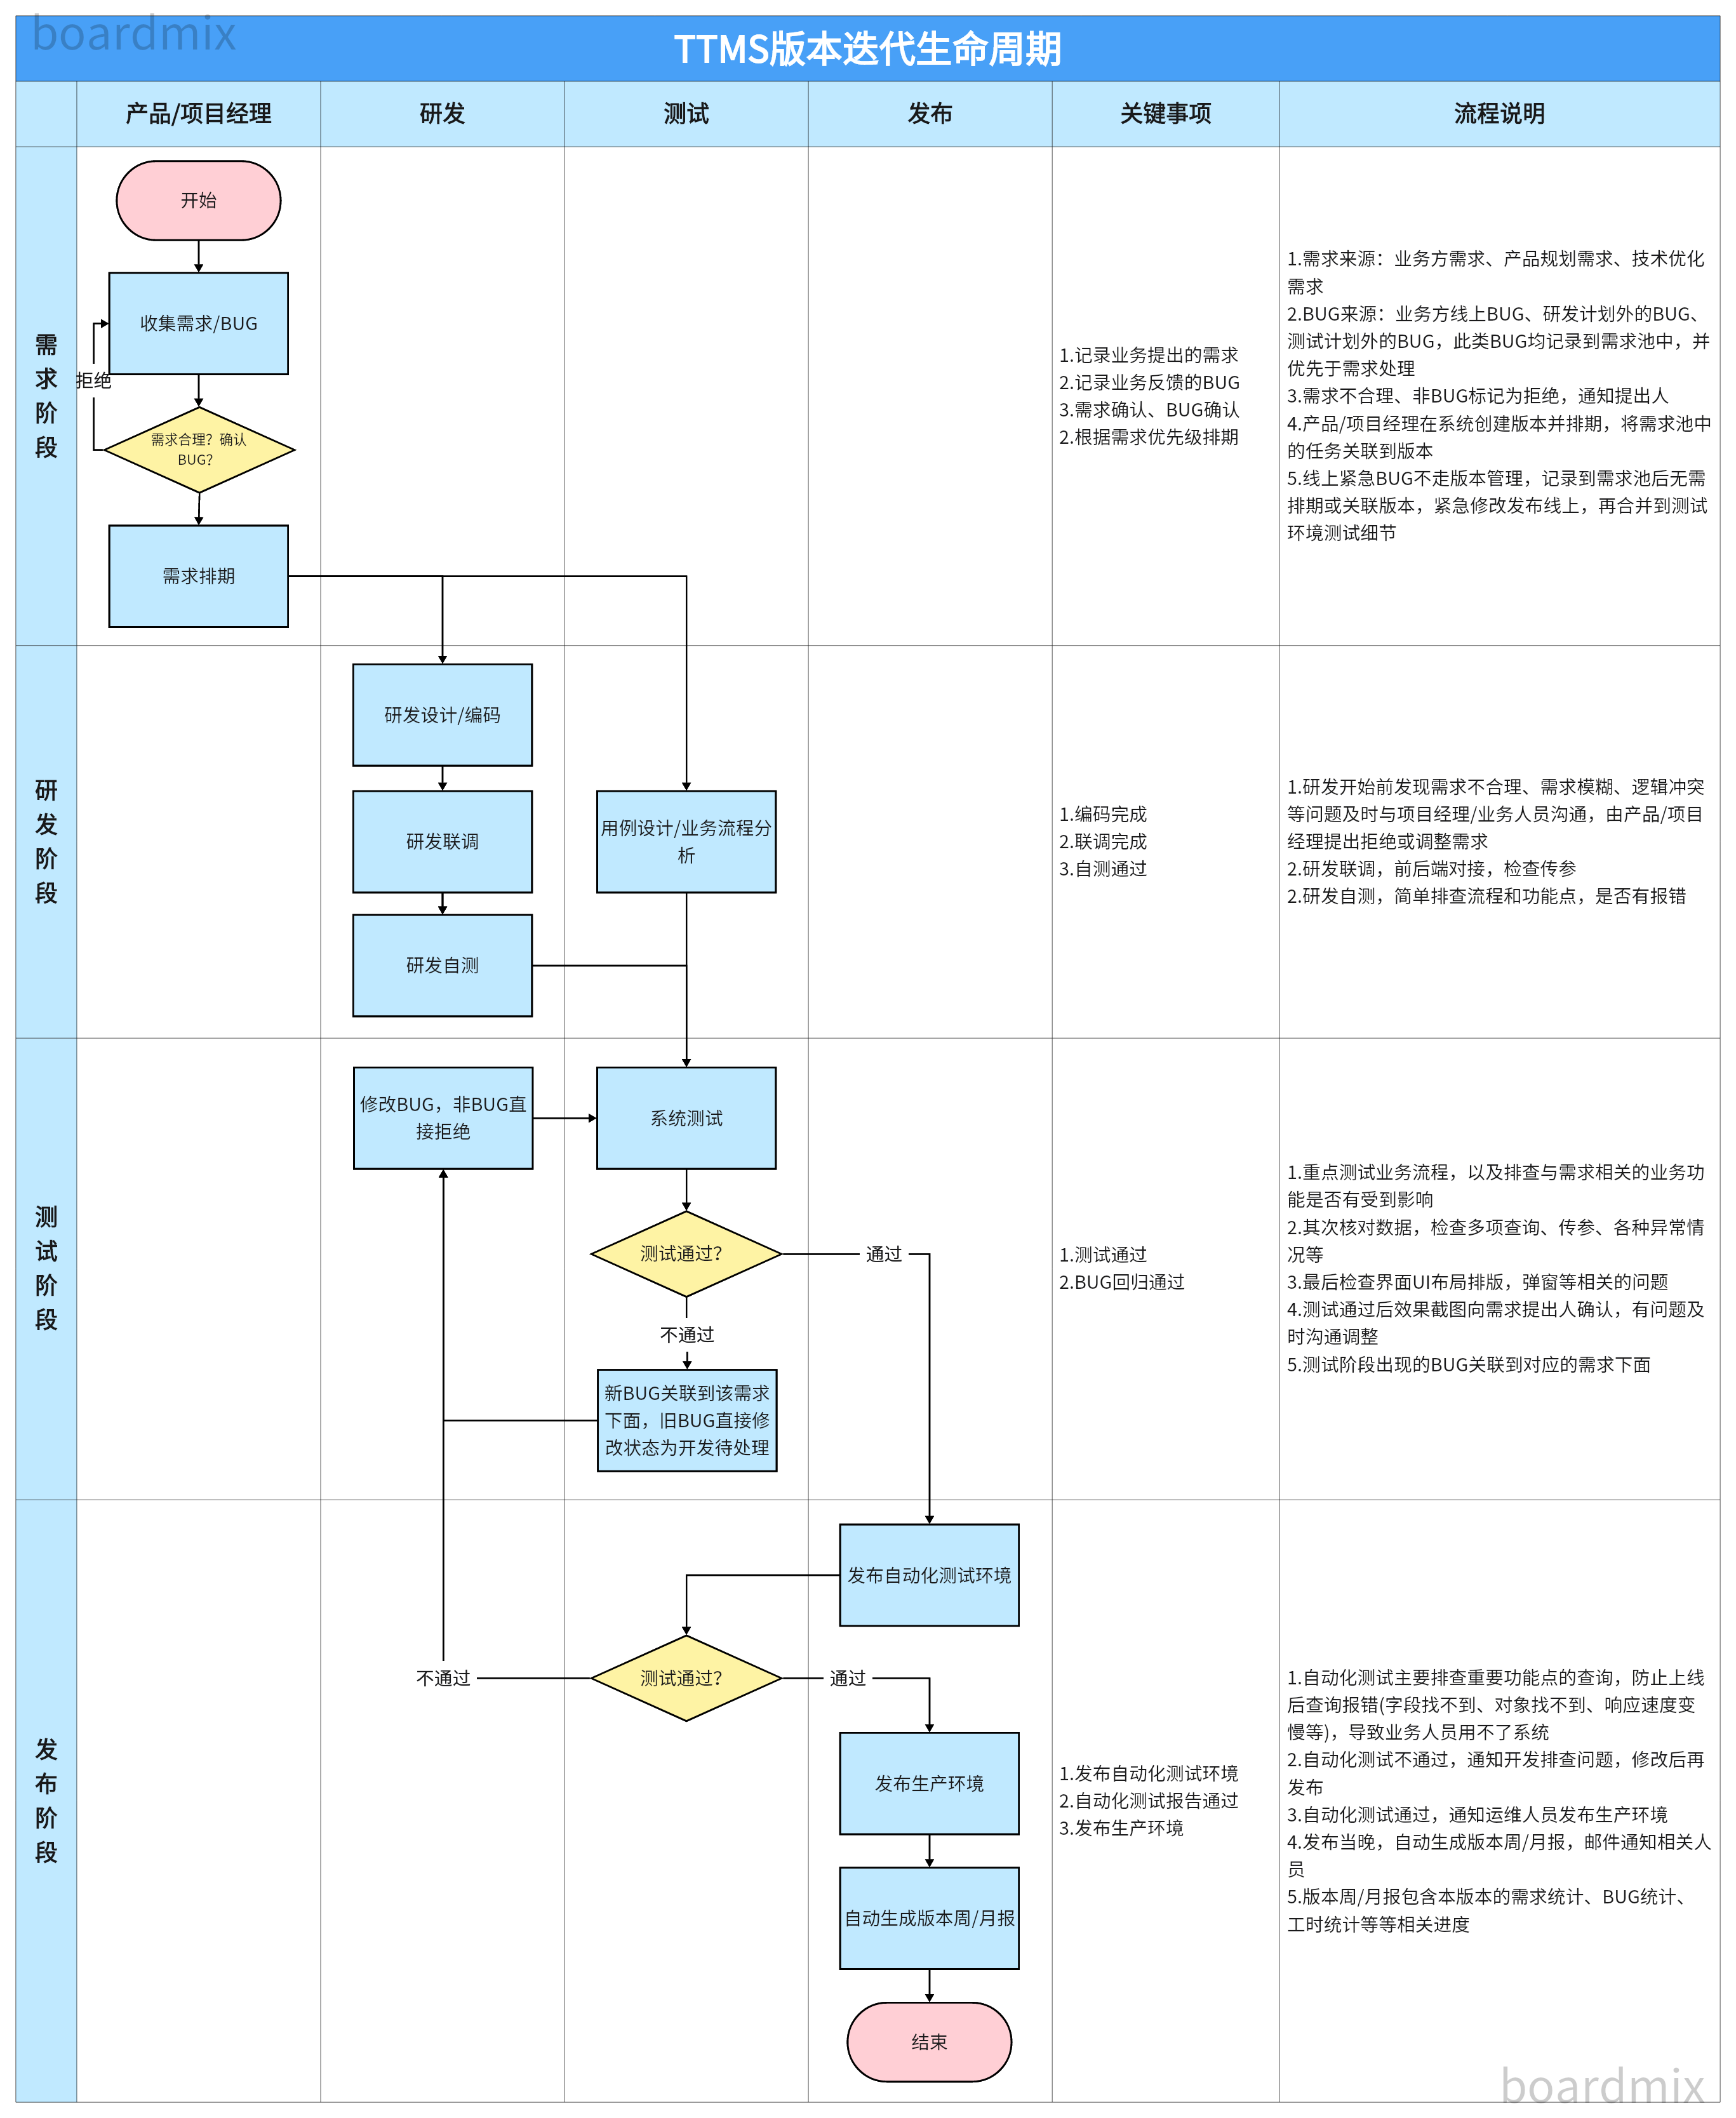 boardmix
TTMS版本迭代生命周期
产品/项目经理
研发
测试
发布
关键事项
流程说明
需
求
阶
段
开始
收集需求/BUG
拒绝
需求合理？确认
BUG？
需求排期
1.记录业务提出的需求
2.记录业务反馈的BUG
3.需求确认、BUG确认
2.根据需求优先级排期
1.需求来源：业务方需求、产品规划需求、技术优化
需求
2.BUG来源：业务方线上BUG、研发计划外的BUG、
测试计划外的BUG，此类BUG均记录到需求池中，并
优先于需求处理
3.需求不合理、非BUG标记为拒绝，通知提出人
4.产品/项目经理在系统创建版本并排期，将需求池中
的任务关联到版本
5.线上紧急BUG不走版本管理，记录到需求池后无需
排期或关联版本，紧急修改发布线上，再合并到测试
环境测试细节
研
发
阶
段
研发设计/编码
研发联调
用例设计/业务流程分
析
研发自测
1.编码完成
2.联调完成
3.自测通过
1.研发开始前发现需求不合理、需求模糊、逻辑冲突
等问题及时与项目经理/业务人员沟通，由产品/项目
经理提出拒绝或调整需求
2.研发联调，前后端对接，检查传参
2.研发自测，简单排查流程和功能点，是否有报错
测
试
阶
段
修改BUG，非BUG直
接拒绝
系统测试
测试通过？
通过
不通过
新BUG关联到该需求
下面，旧BUG直接修
改状态为开发待处理
1.测试通过
2.BUG回归通过
1.重点测试业务流程，以及排查与需求相关的业务功
能是否有受到影响
2.其次核对数据，检查多项查询、传参、各种异常情
况等
3.最后检查界面UI布局排版，弹窗等相关的问题
4.测试通过后效果截图向需求提出人确认，有问题及
时沟通调整
5.测试阶段出现的BUG关联到对应的需求下面
发
布
阶
段
发布自动化测试环境
不通过
测试通过？
通过
发布生产环境
自动生成版本周/月报
结束
1.发布自动化测试环境
2.自动化测试报告通过
3.发布生产环境
1.自动化测试主要排查重要功能点的查询，防止上线
后查询报错(字段找不到、对象找不到、响应速度变
慢等)，导致业务人员用不了系统
2.自动化测试不通过，通知开发排查问题，修改后再
发布
3.自动化测试通过，通知运维人员发布生产环境
4.发布当晚，自动生成版本周/月报，邮件通知相关人
员
5.版本周/月报包含本版本的需求统计、BUG统计、
工时统计等等相关进度
boardmix